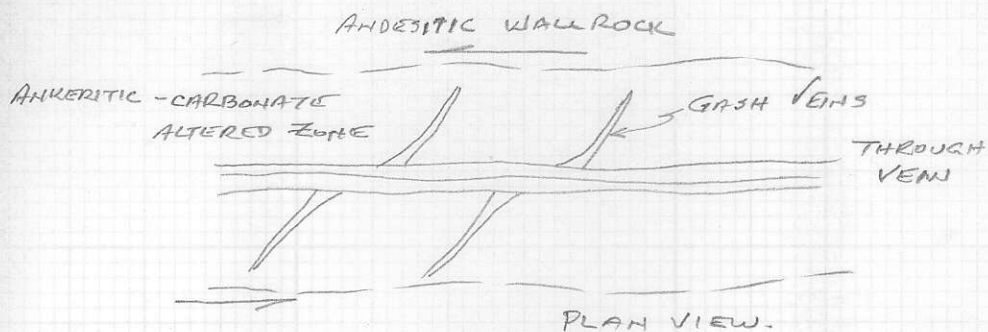 ANDESITIC WALLROCK
ANKERITIC - CARBONATE
ALTERED ZONE
GASH VEINS
THROUGH
VEIN
PLAN VIEW.